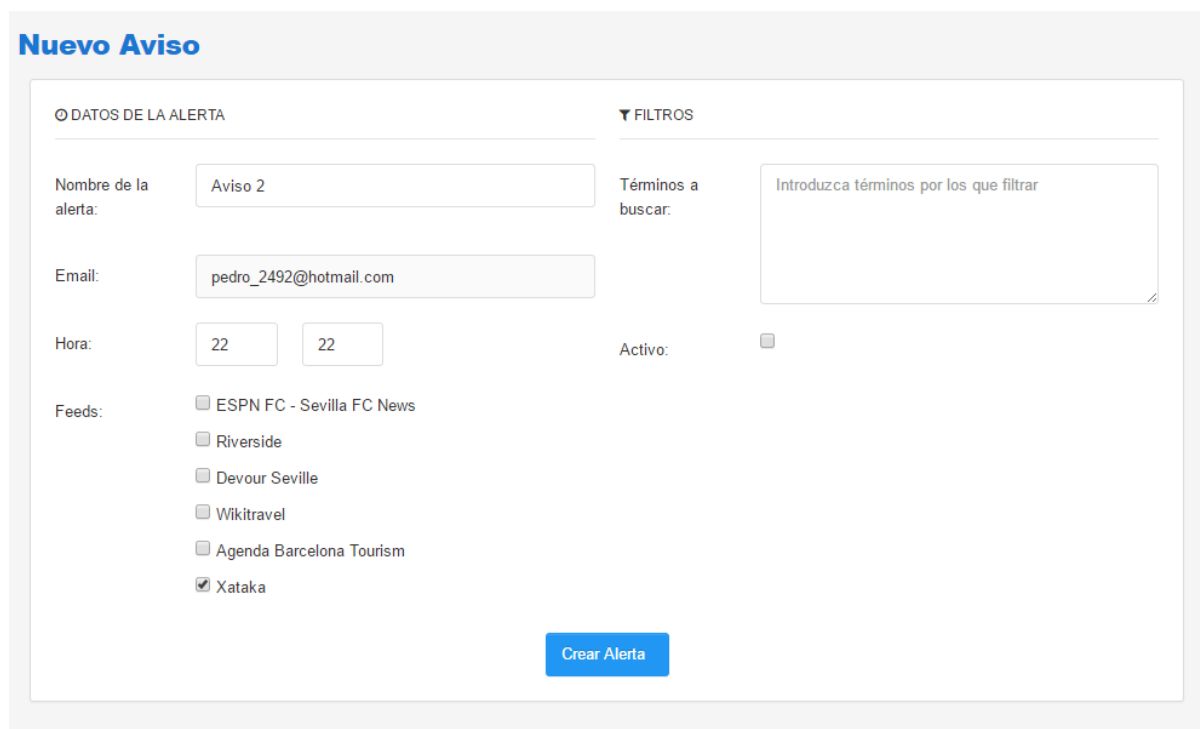 Nuevo Aviso
DATOS DE LA ALERTA
Nombre de la
alerta:
Aviso 2
Email:
pedro_2492@hotmail.com
Hora:
22 22
Feeds:
ESPN FC - Sevilla FC News
Riverside
Devour Seville
Wikitravel
Agenda Barcelona Tourism
Xataka
FILTROS
Términos a
buscar:
Introduzca términos por los que filtrar
Activo:
Crear Alerta